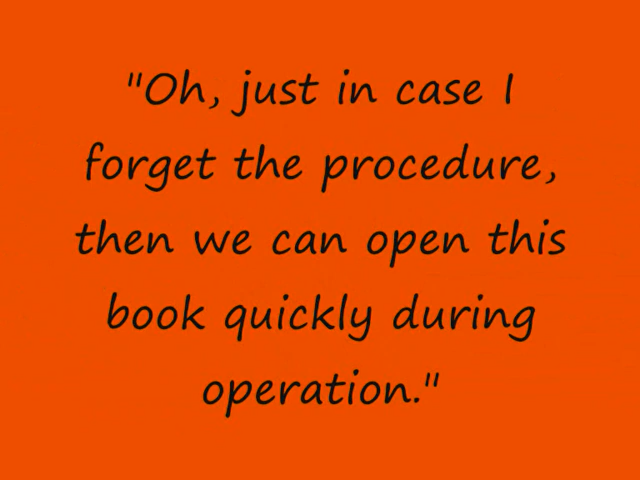 "Oh, just in case I
forget the procedure,
then we can open this
book quickly during
operation."